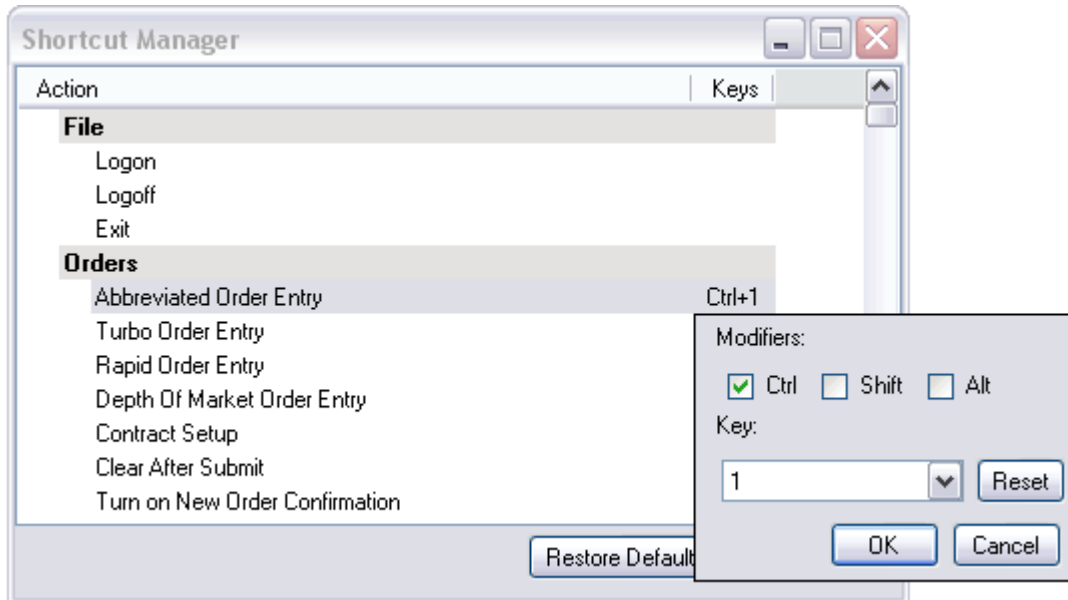 Shortcut Manager
Action Keys
File
Logon
Logoff
Exit
Orders
Abbreviated Order Entry Ctrl+1
Turbo Order Entry
Rapid Order Entry
Depth Of Market Order Entry
Contract Setup
Clear After Submit
Turn on New Order Confirmation
Modifiers:
Ctrl Shift Alt
Key:
1 Reset
OK Cancel
Restore Default